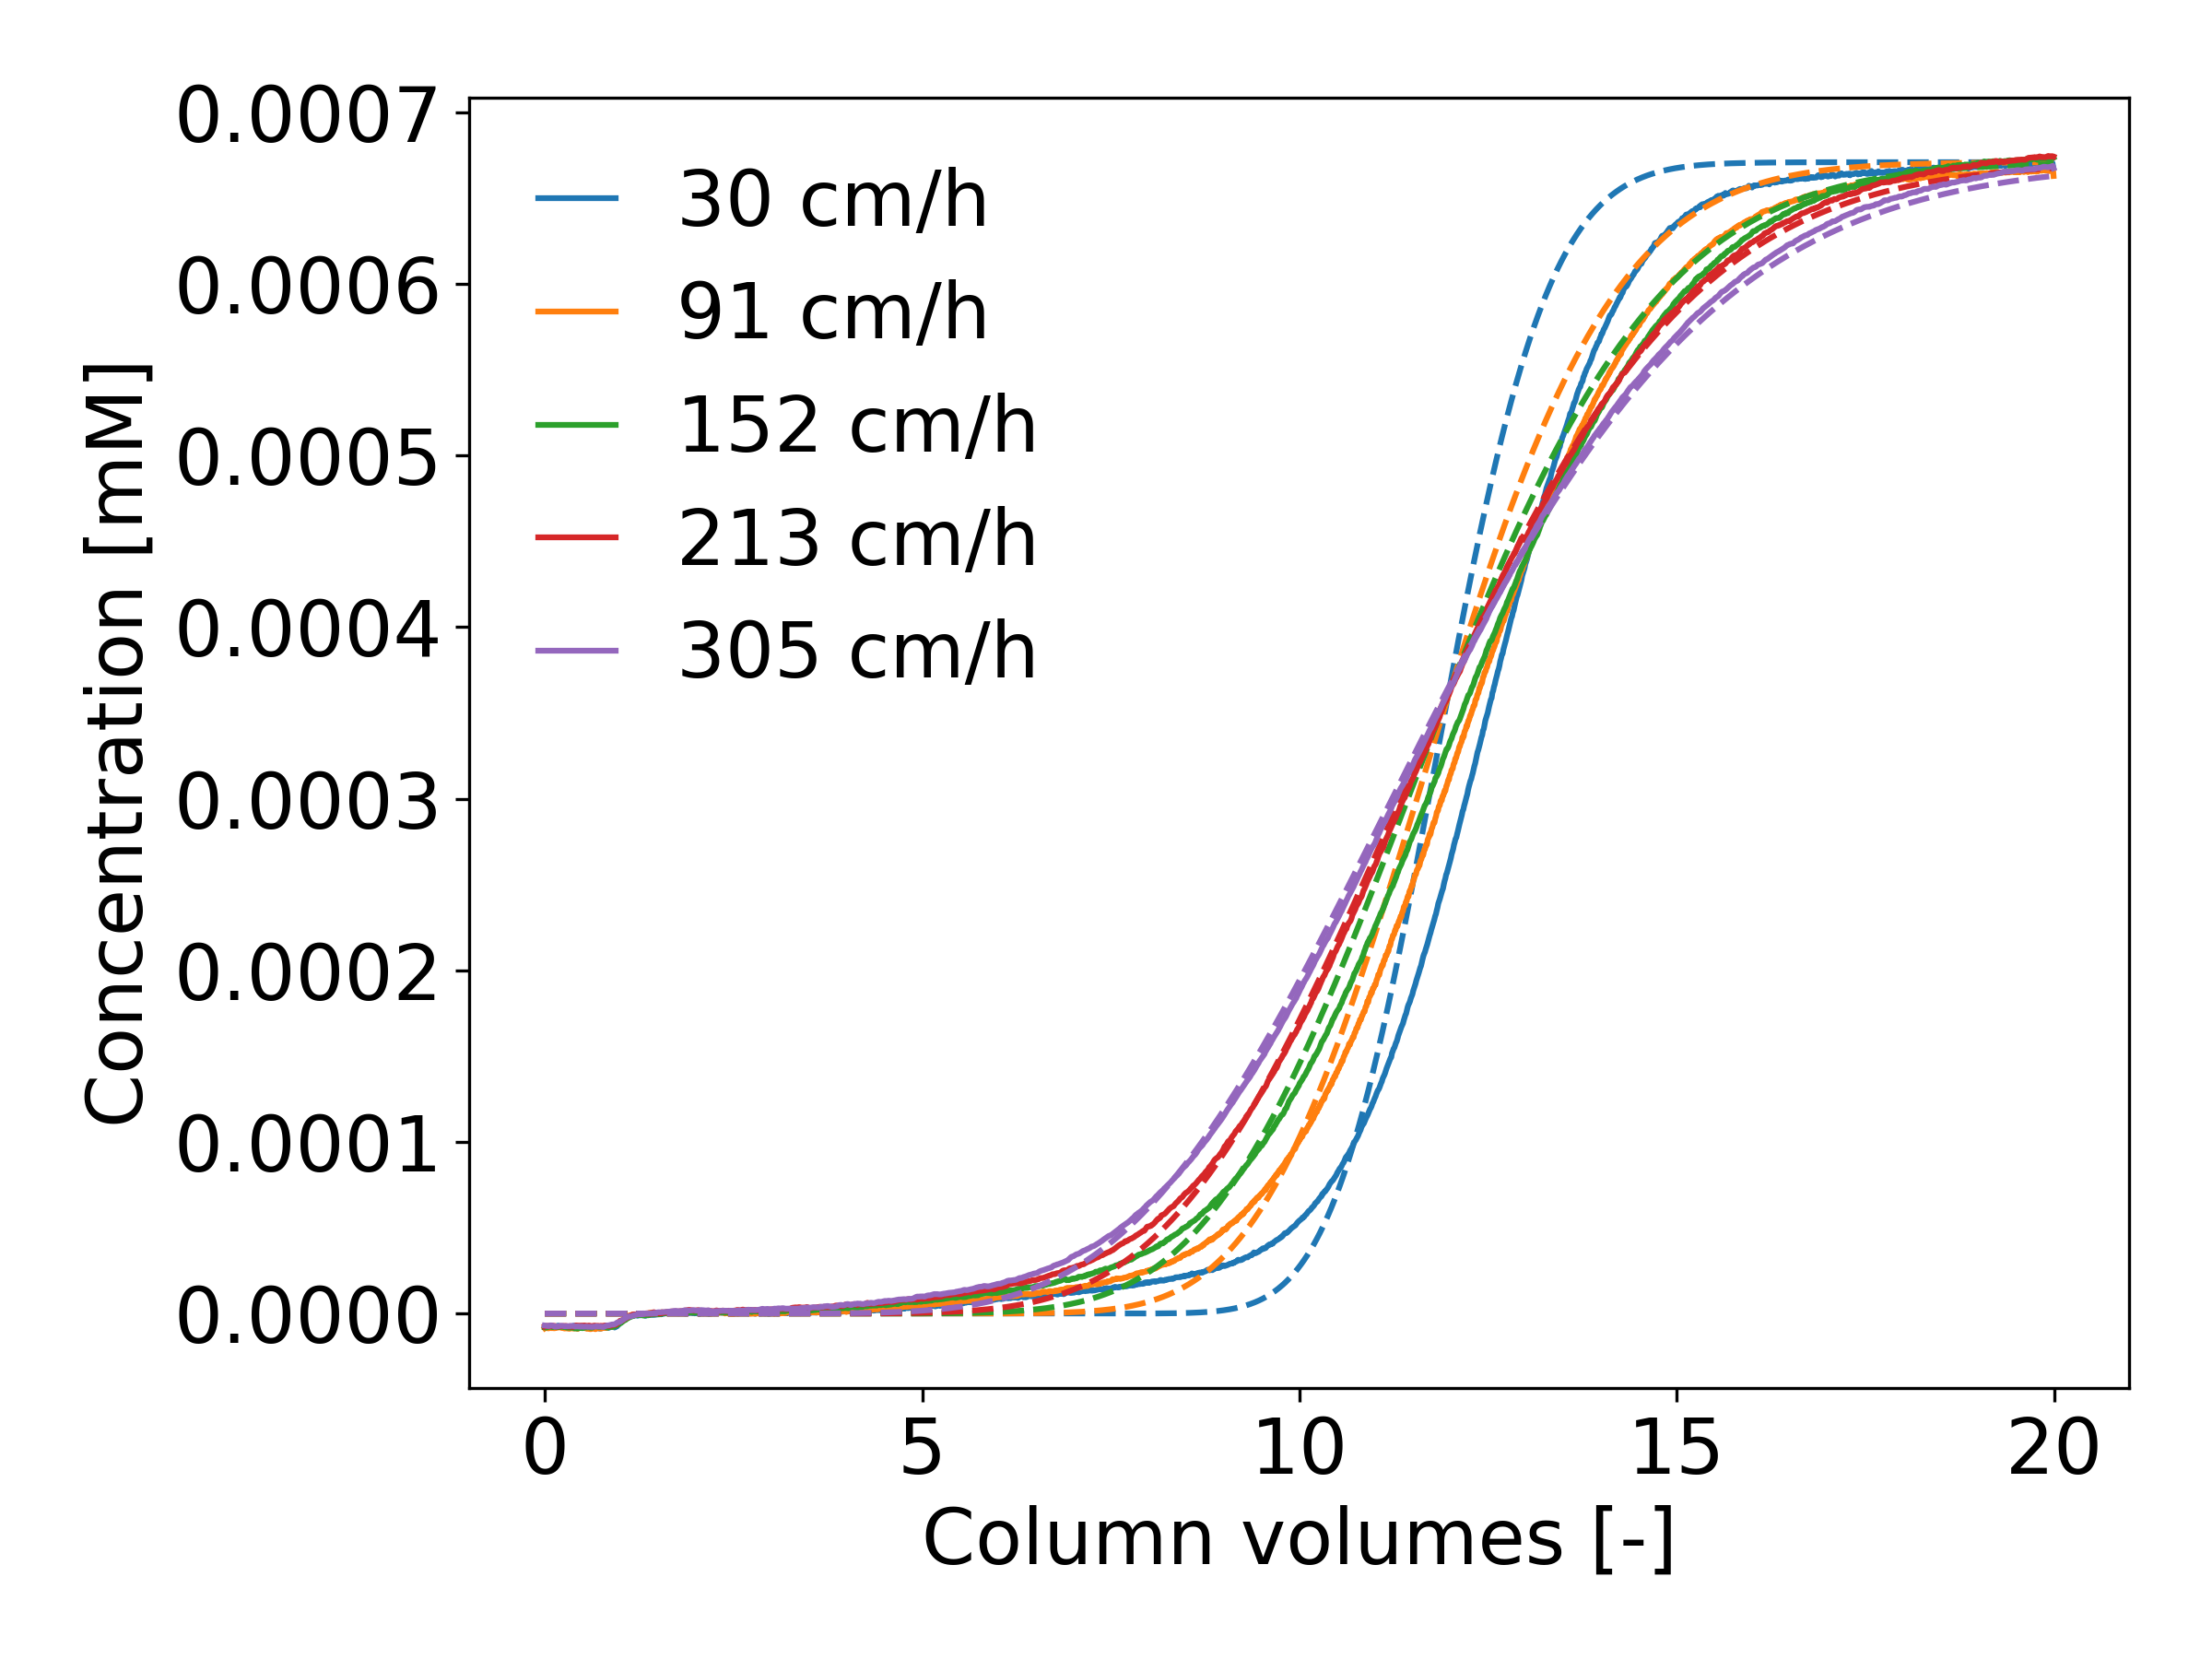 0.0007
0.0006
0.0005
0.0004
0.0003
0.0002
0.0001
0.0000
Concentration [mM]
30 cm/h
91 cm/h
152 cm/h
213 cm/h
305 cm/h
0 5 10 15 20
Column volumes [-]